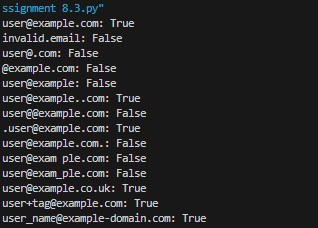 ssignment 8.3.py"
user@example.com: True
invalid.email: False
user@.com: False
@example.com: False
user@example: False
user@example..com: True
user@@example.com: False
.user@example.com: True
user@example.com.: False
user@exam ple.com: False
user@exam_ple.com: False
user@example.co.uk: True
user+tag@example.com: True
user_name@example-domain.com: True